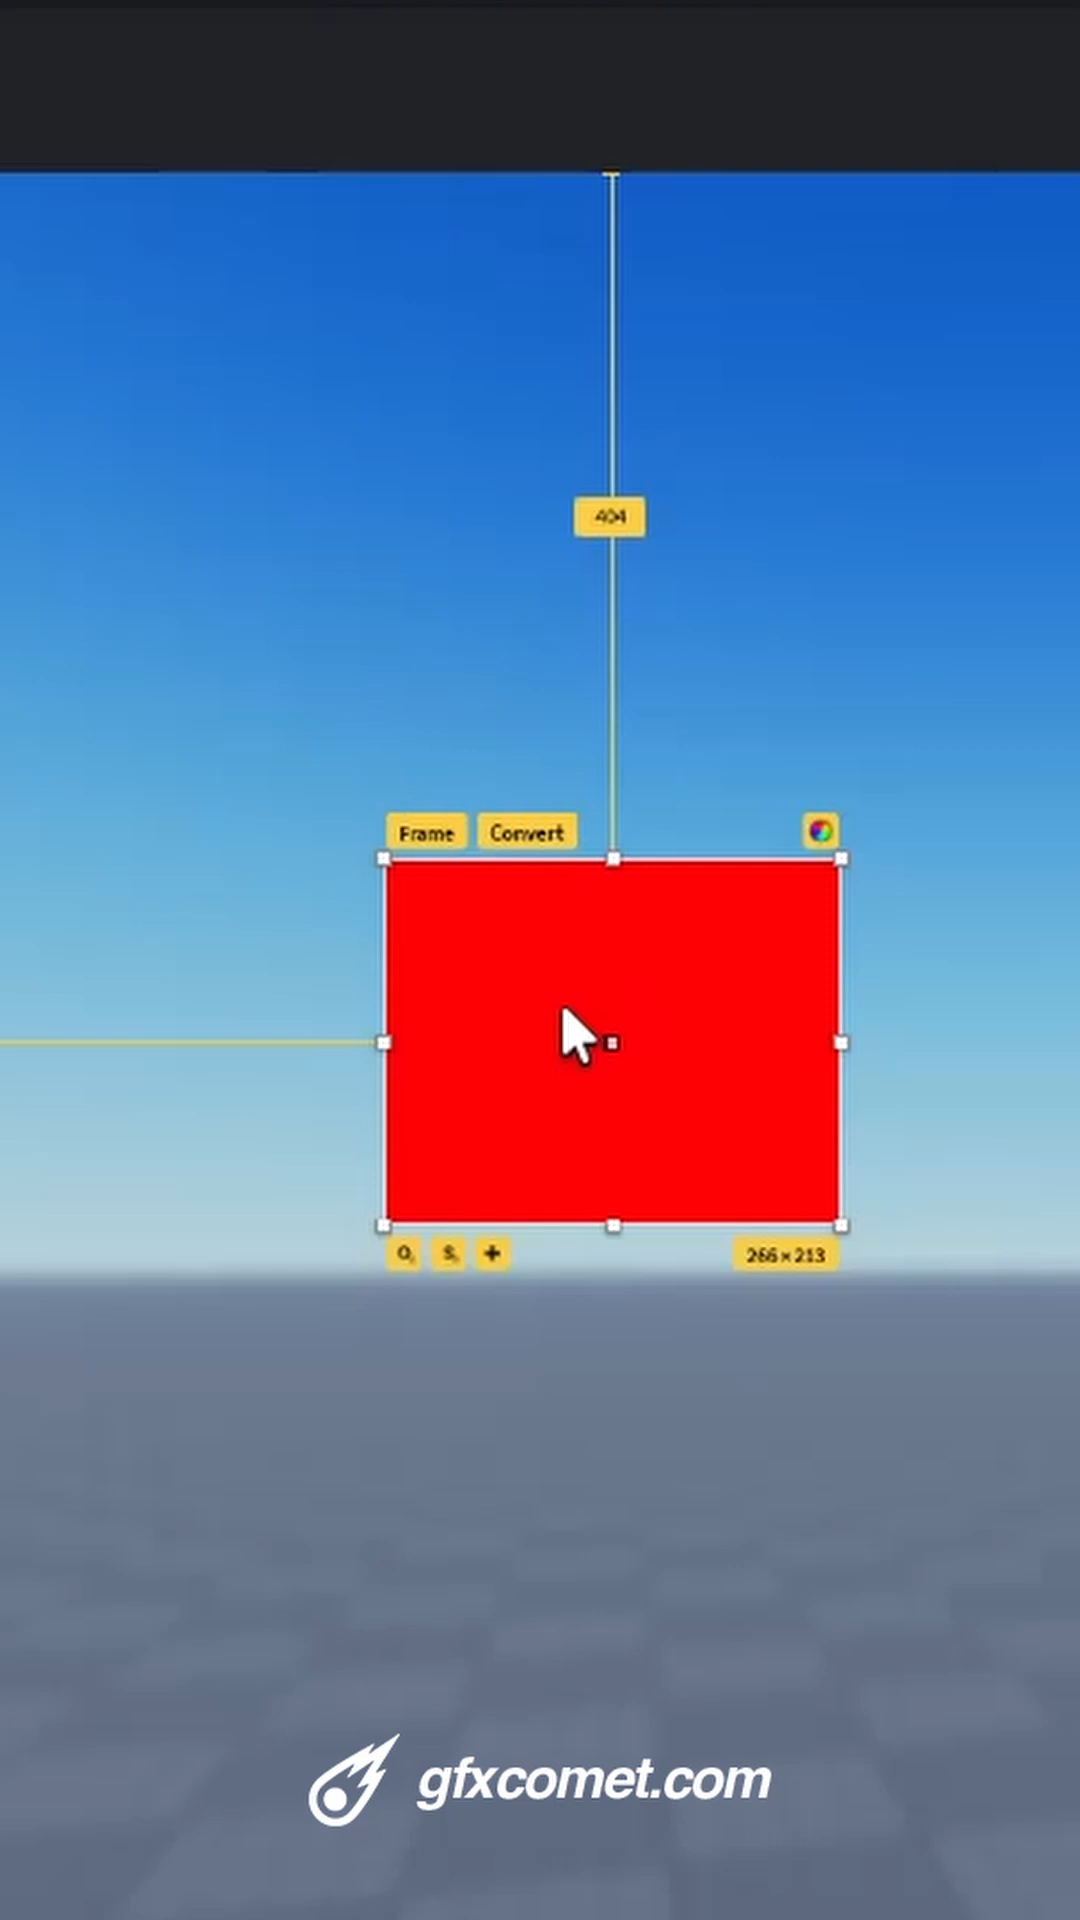 404
Frame Convert
O, S, +
266 × 213
gfxcomet.com